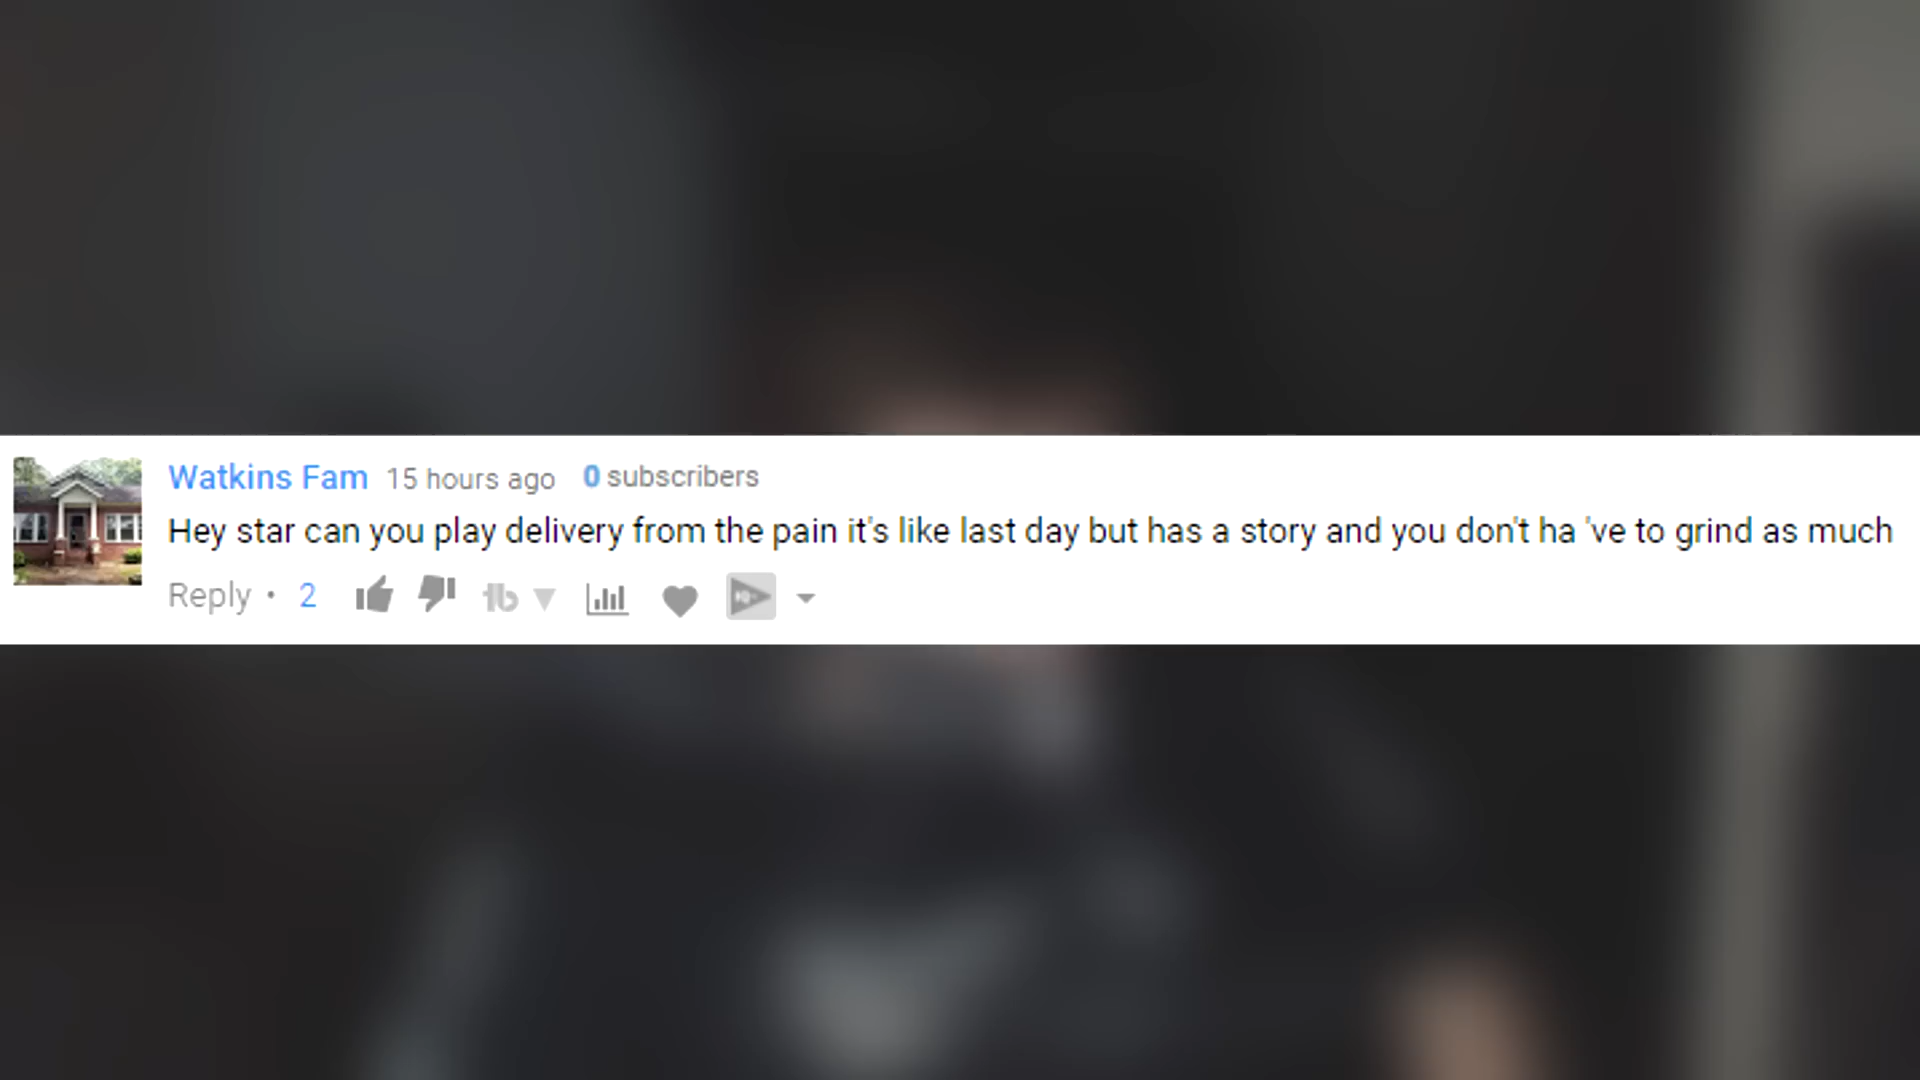 Watkins Fam 15 hours ago 0 subscribers
Hey star can you play delivery from the pain it's like last day but has a story and you don't ha 've to grind as much
Reply • 2